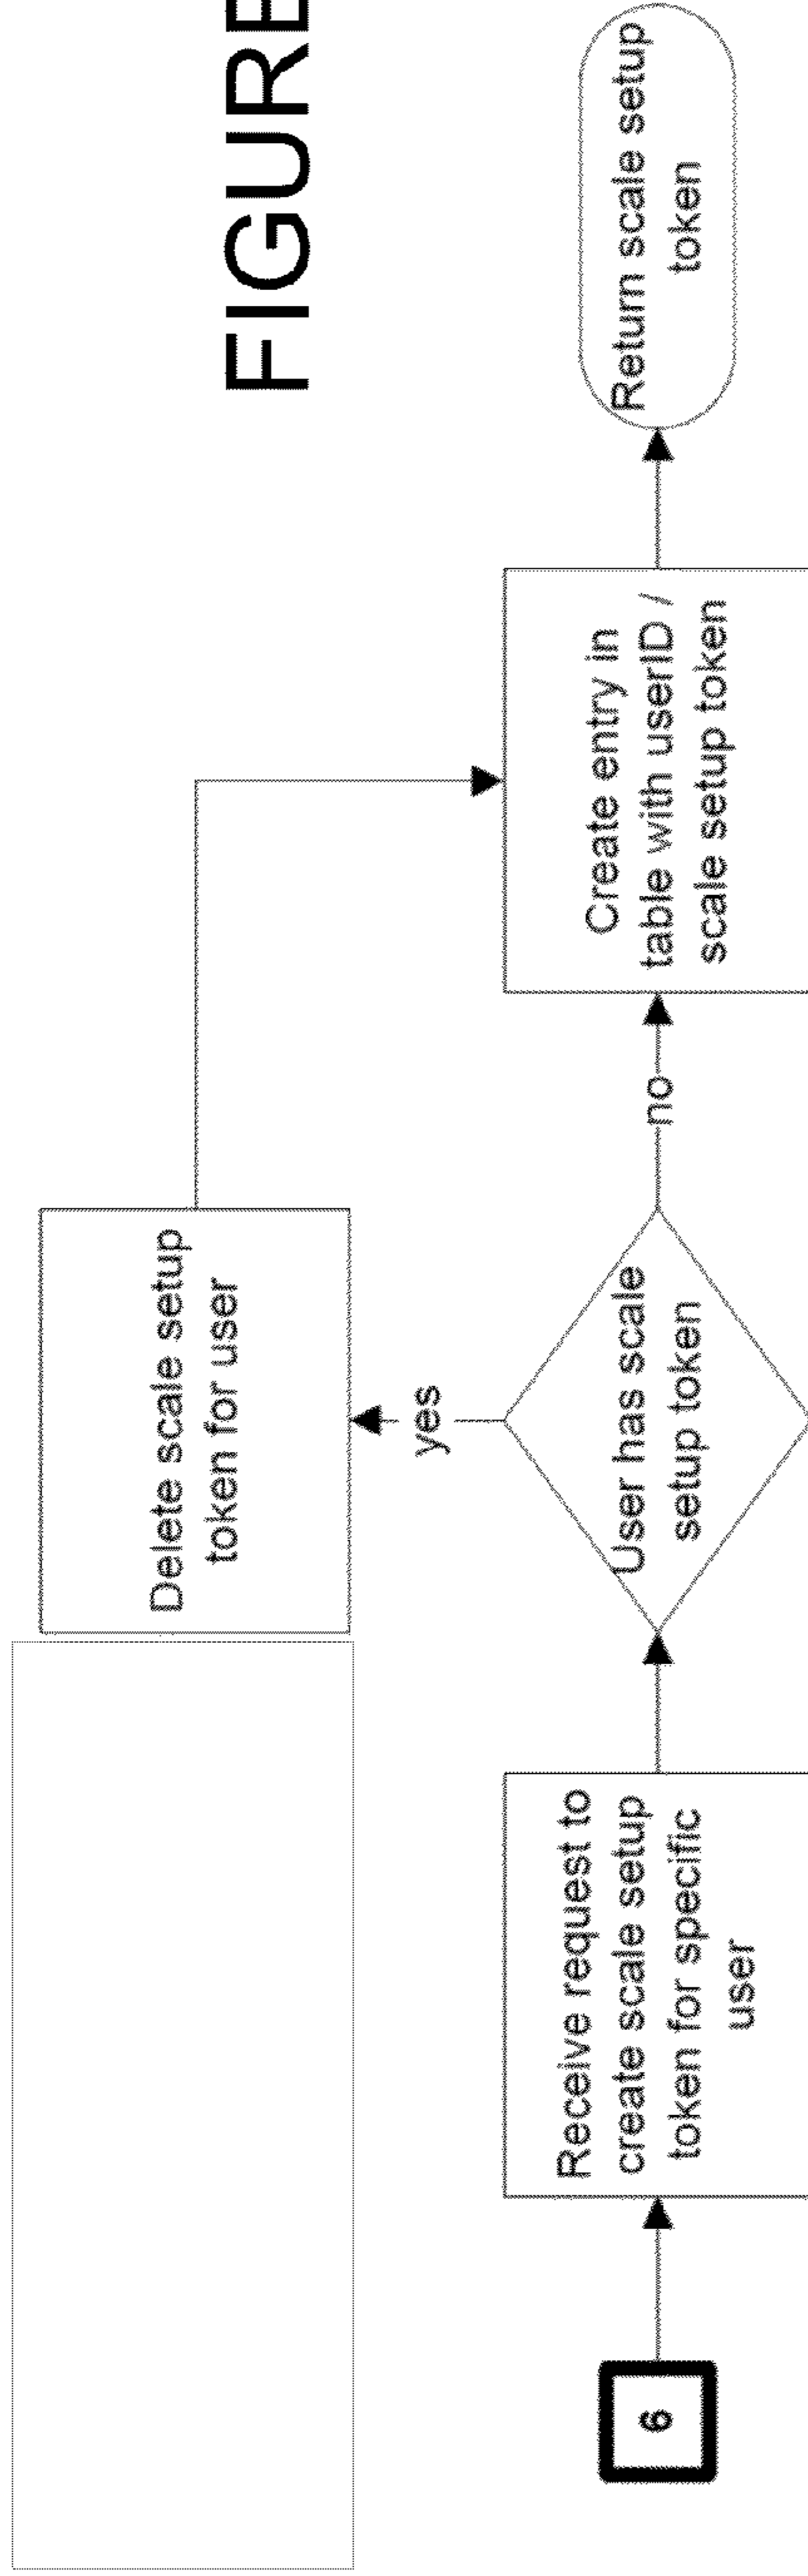 Delete scale setup
token for user
FIGURE
yes
6
Receive request to
create scale setup
token for specific
user
User has scale
setup token
no
Create entry in
table with userID /
scale setup token
Return scale setup
token